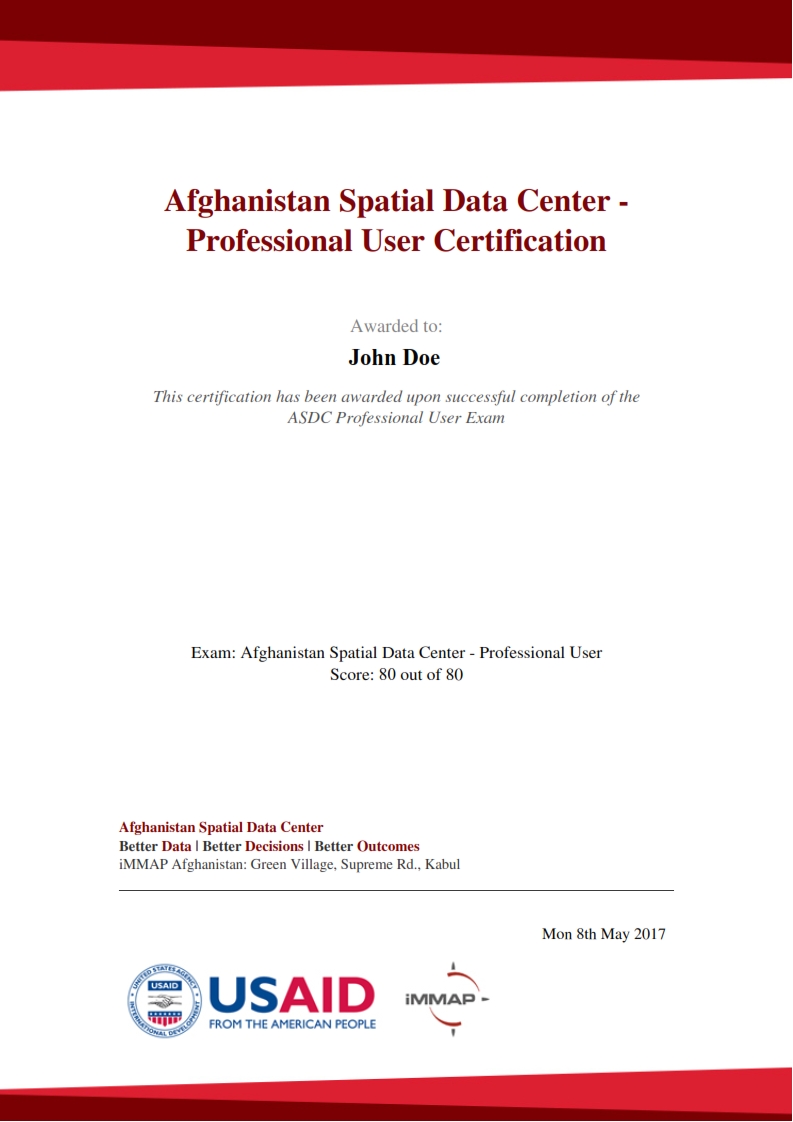 Afghanistan Spatial Data Center -
Professional User Certification
Awarded to:
John Doe
This certification has been awarded upon successful completion of the
ASDC Professional User Exam
Exam: Afghanistan Spatial Data Center - Professional User
Score: 80 out of 80
Afghanistan Spatial Data Center
Better Data | Better Decisions | Better Outcomes
iMMAP Afghanistan: Green Village, Supreme Rd., Kabul
Mon 8th May 2017
UNITED STATES AGENCY
USAID
INTERNATIONAL DEVELOPMENT
USAID
FROM THE AMERICAN PEOPLE
iMMAP